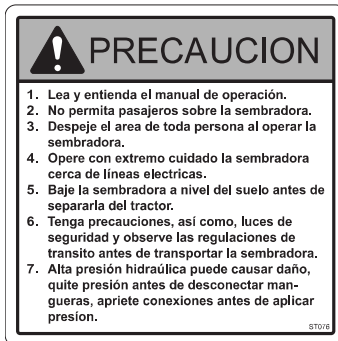 PRECAUCION
1. Lea y entienda el manual de operación.
2. No permita pasajeros sobre la sembradora.
3. Despeje el area de toda persona al operar la
sembradora.
4. Opere con extremo cuidado la sembradora
cerca de líneas electricas.
5. Baje la sembradora a nivel del suelo antes de
separarla del tractor.
6. Tenga precauciones, así como, luces de
seguridad y observe las regulaciones de
transito antes de transportar la sembradora.
7. Alta presión hidraúlica puede causar daño,
quite presión antes de desconectar man-
gueras, apriete conexiones antes de aplicar
presíon.
ST076